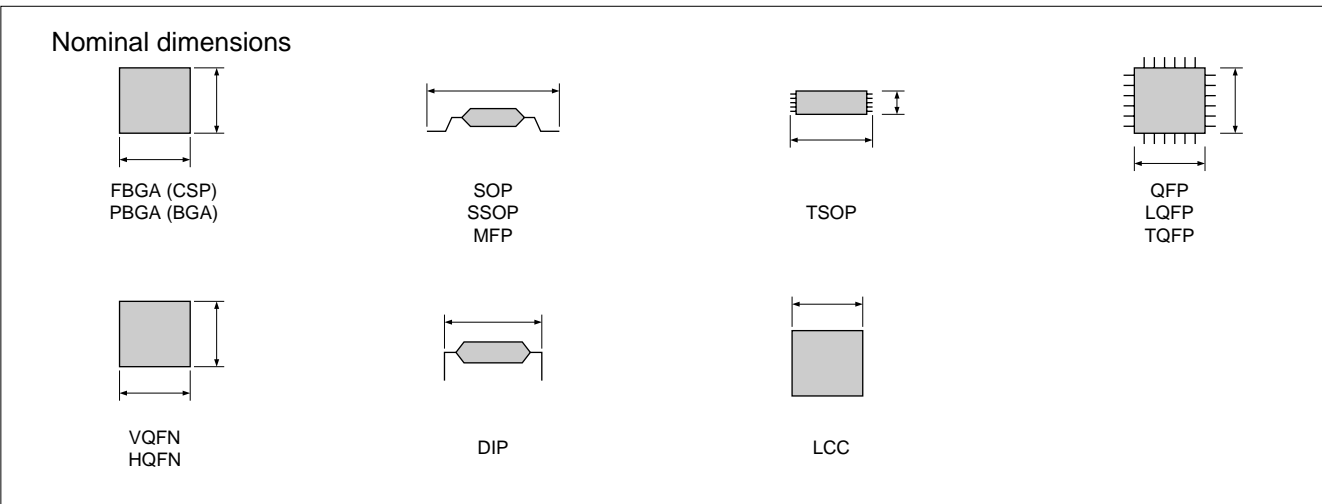 Nominal dimensions
FBGA (CSP)
PBGA (BGA)
SOP
SSOP
MFP
TSOP
QFP
LQFP
TQFP
VQFN
HQFN
DIP
LCC